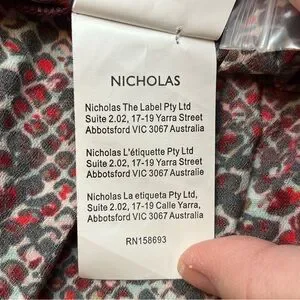 NICHOLAS
Nicholas The Label Pty Ltd
Suite 2.02, 17-19 Yarra Street
Abbotsford VIC 3067 Australia
Nicholas L'étiquette Pty Ltd
Suite 2.02, 17-19 Yarra Street
Abbotsford VIC 3067 Australie
Nicholas La etiqueta Pty Ltd,
Suite 2.02, 17-19 Calle Yarra,
Abbotsford VIC 3067 Australia
RN158693